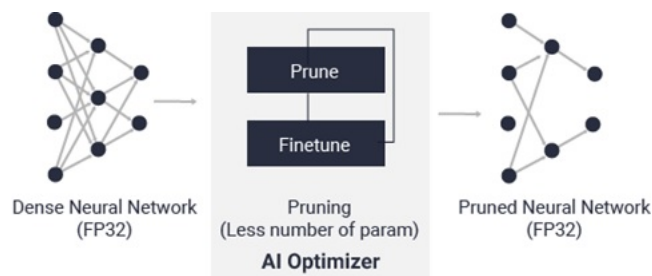 Prune
Finetune
Dense Neural Network
(FP32)
Pruning
(Less number of param)
AI Optimizer
Pruned Neural Network
(FP32)